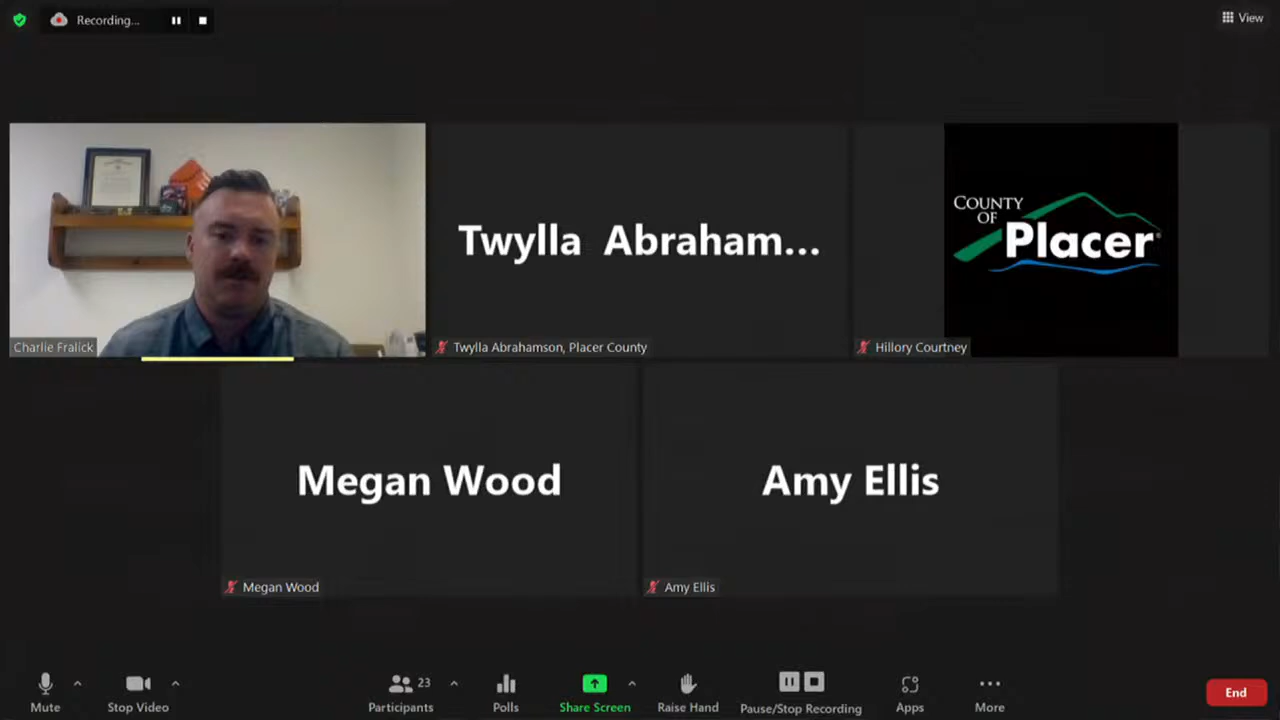 Recording...
View
Twylla Abraham...
COUNTY
OF
Placer
Charlie Fralick
Twylla Abrahamson, Placer County
Hillory Courtney
Megan Wood
Amy Ellis
Megan Wood
Amy Ellis
23
Mute
Stop Video
Participants
Polls
Share Screen
Raise Hand
Pause/Stop Recording
Apps
More
End